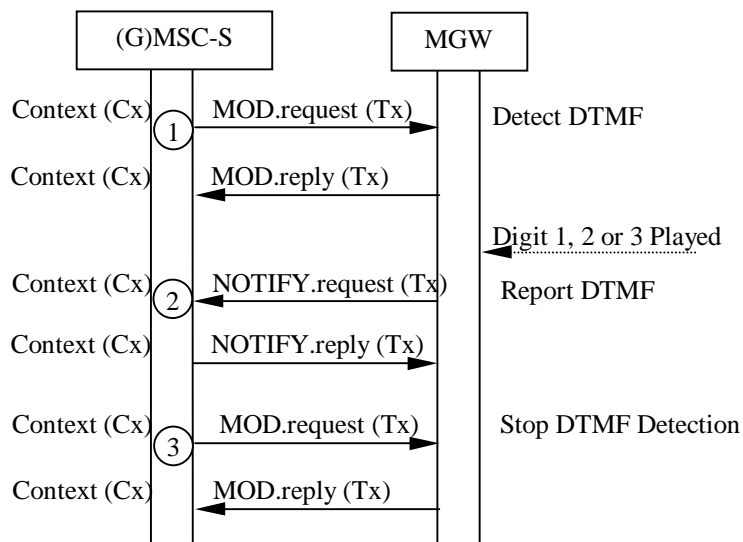 (G)MSC-S MGW
Context (Cx) 1 MOD.request (Tx) Detect DTMF
Context (Cx) MOD.reply (Tx)
Digit 1, 2 or 3 Played
Context (Cx) 2 NOTIFY.request (Tx) Report DTMF
Context (Cx) NOTIFY.reply (Tx)
Context (Cx) 3 MOD.request (Tx) Stop DTMF Detection
Context (Cx) MOD.reply (Tx)